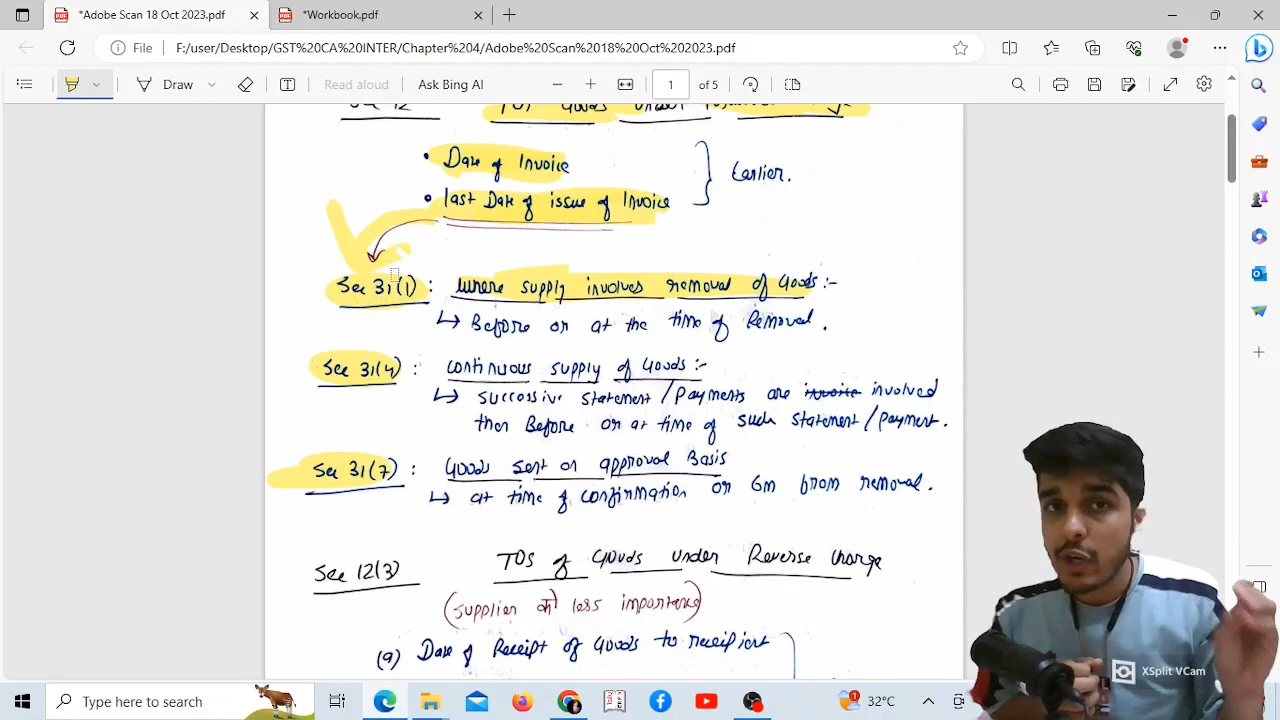 *Adobe Scan 18 Oct 2023.pdf
*Workbook.pdf
File F:/user/Desktop/GST%20CA%20INTER/Chapter%204/Adobe%20Scan%2018%20Oct%202023.pdf
Draw Read aloud Ask Bing AI 1 of 5
Sec 12 TOS Goods under
• Date of Invoice
Earlier.
• last Date of issue of Invoice
Sec 31(1) : where supply involves removal of Goods :-
↳ Before or at the time of Removal.
Sec 31(4) : continuous supply of Goods :-
↳ successive statement/Payments are involved
then Before or at time of such statement/payment.
Sec 31(7) : Goods sent on approval Basis
↳ at time of confirmation or 6m from removal.
Sec 12(3) TOS of Goods under Reverse charge
(supplier को less importance)
(a) Date of Receipt of Goods to recipient
XSplit VCam
Type here to search
32°C